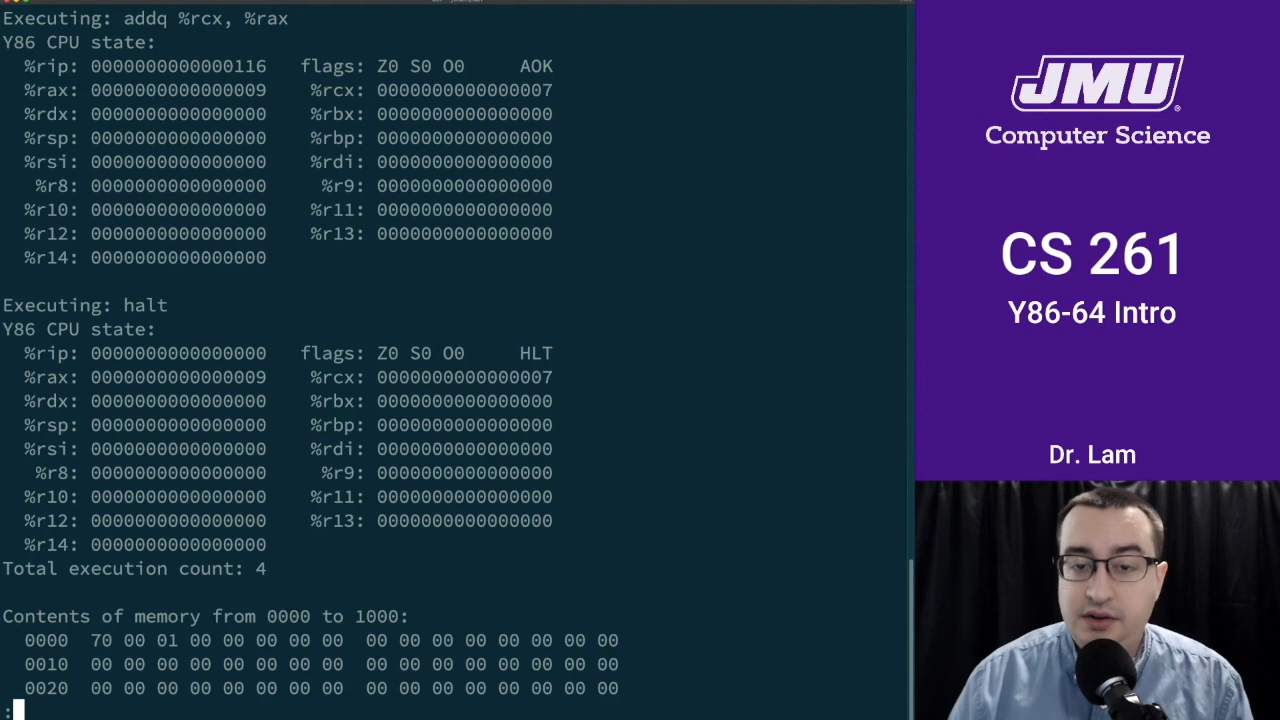 Executing: addq %rcx, %rax
Y86 CPU state:
%rip: 0000000000000116 flags: Z0 S0 O0 AOK
%rax: 0000000000000009 %rcx: 0000000000000007
%rdx: 0000000000000000 %rbx: 0000000000000000
%rsp: 0000000000000000 %rbp: 0000000000000000
%rsi: 0000000000000000 %rdi: 0000000000000000
%r8: 0000000000000000 %r9: 0000000000000000
%r10: 0000000000000000 %r11: 0000000000000000
%r12: 0000000000000000 %r13: 0000000000000000
%r14: 0000000000000000
Executing: halt
Y86 CPU state:
%rip: 0000000000000000 flags: Z0 S0 O0 HLT
%rax: 0000000000000009 %rcx: 0000000000000007
%rdx: 0000000000000000 %rbx: 0000000000000000
%rsp: 0000000000000000 %rbp: 0000000000000000
%rsi: 0000000000000000 %rdi: 0000000000000000
%r8: 0000000000000000 %r9: 0000000000000000
%r10: 0000000000000000 %r11: 0000000000000000
%r12: 0000000000000000 %r13: 0000000000000000
%r14: 0000000000000000
Total execution count: 4
Contents of memory from 0000 to 1000:
0000 70 00 01 00 00 00 00 00 00 00 00 00 00 00 00 00
0010 00 00 00 00 00 00 00 00 00 00 00 00 00 00 00 00
0020 00 00 00 00 00 00 00 00 00 00 00 00 00 00 00 00
:
JMU®
Computer Science
CS 261
Y86-64 Intro
Dr. Lam